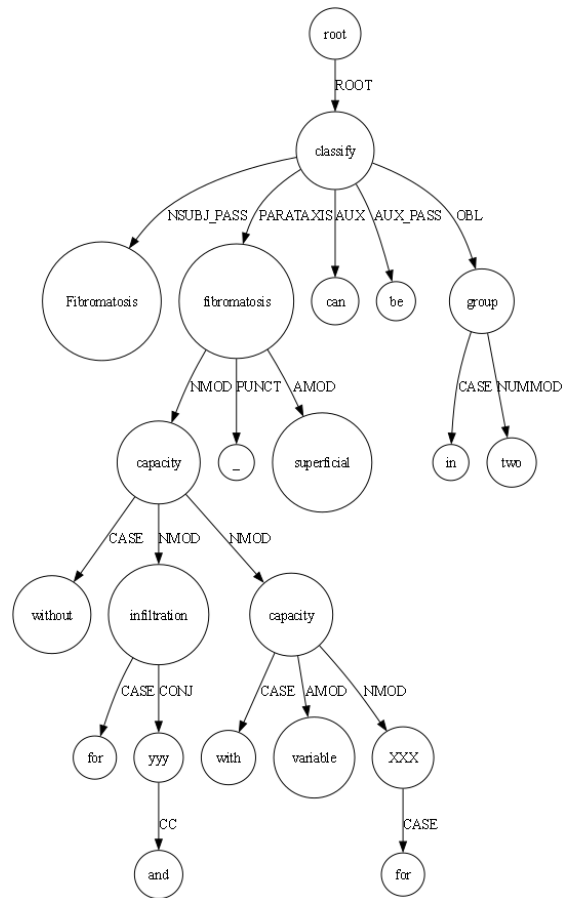 root
ROOT
classify
NSUBJ_PASS PARATAXIS AUX AUX_PASS OBL
Fibromatosis fibromatosis can be group
NMOD PUNCT AMOD CASE NUMMOD
capacity _ superficial in two
CASE NMOD NMOD
without infiltration capacity
CASE CONJ CASE AMOD NMOD
for yyy with variable XXX
CC CASE
and for